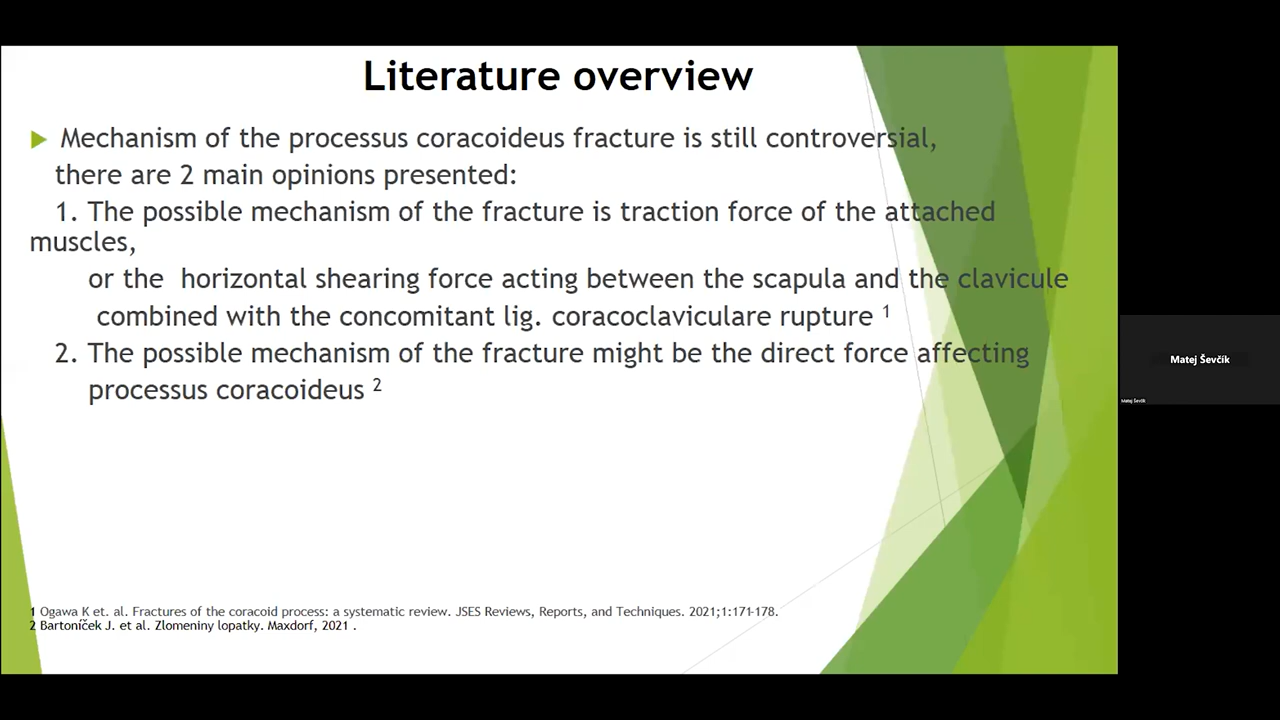 Literature overview
Mechanism of the processus coracoideus fracture is still controversial,
there are 2 main opinions presented:
1. The possible mechanism of the fracture is traction force of the attached
muscles,
or the horizontal shearing force acting between the scapula and the clavicule
combined with the concomitant lig. coracoclaviculare rupture 1
2. The possible mechanism of the fracture might be the direct force affecting
processus coracoideus 2
1 Ogawa K et. al. Fractures of the coracoid process: a systematic review. JSES Reviews, Reports, and Techniques. 2021;1:171-178.
2 Bartoníček J. et al. Zlomeniny lopatky. Maxdorf, 2021 .
Matej Ševčík
Matej Ševčík